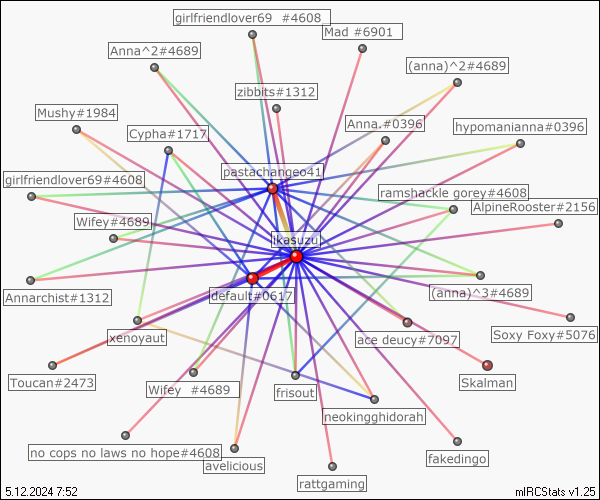 girlfriendlover69 #4608
Mad #6901
Anna^2#4689
(anna)^2#4689
zibbits#1312
Mushy#1984
Anna.#0396
hypomanianna#0396
Cypha#1717
pastachangeo41
girlfriendlover69#4608
ramshackle gorey#4608
AlpineRooster#2156
Wifey#4689
ikasuzu
Annarchist#1312
default#0617
(anna)^3#4689
xenoyaut
ace deucy#7097
Soxy Foxy#5076
Toucan#2473
Wifey #4689
frisout
Skalman
neokingghidorah
no cops no laws no hope#4608
avelicious
fakedingo
rattgaming
5.12.2024 7:52
mIRCStats v1.25